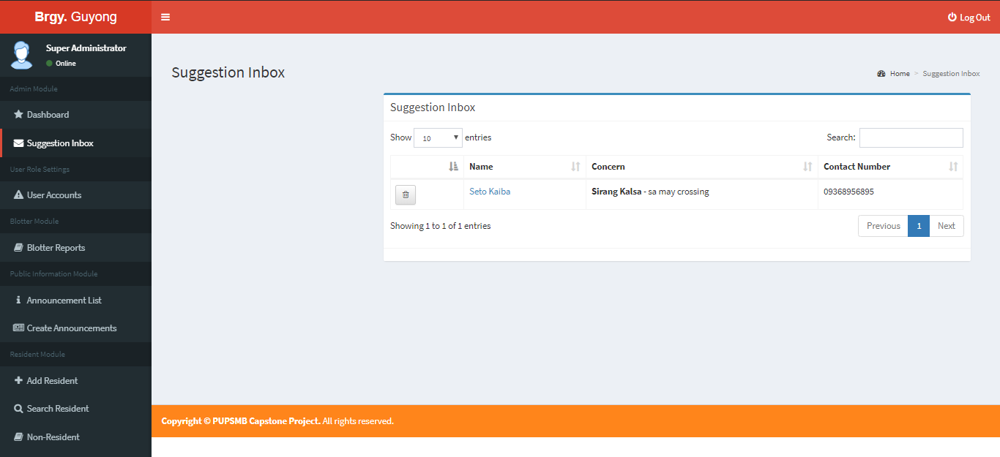 Brgy. Guyong
Log Out
Super Administrator
Online
Admin Module
Dashboard
Suggestion Inbox
User Role Settings
User Accounts
Blotter Module
Blotter Reports
Public Information Module
Announcement List
Create Announcements
Resident Module
Add Resident
Search Resident
Non-Resident
Suggestion Inbox
Home > Suggestion Inbox
Suggestion Inbox
Show 10 entries
Search:
Name Concern Contact Number
Seto Kaiba Sirang Kalsa - sa may crossing 09368956895
Showing 1 to 1 of 1 entries
Previous 1 Next
Copyright © PUPSMB Capstone Project. All rights reserved.